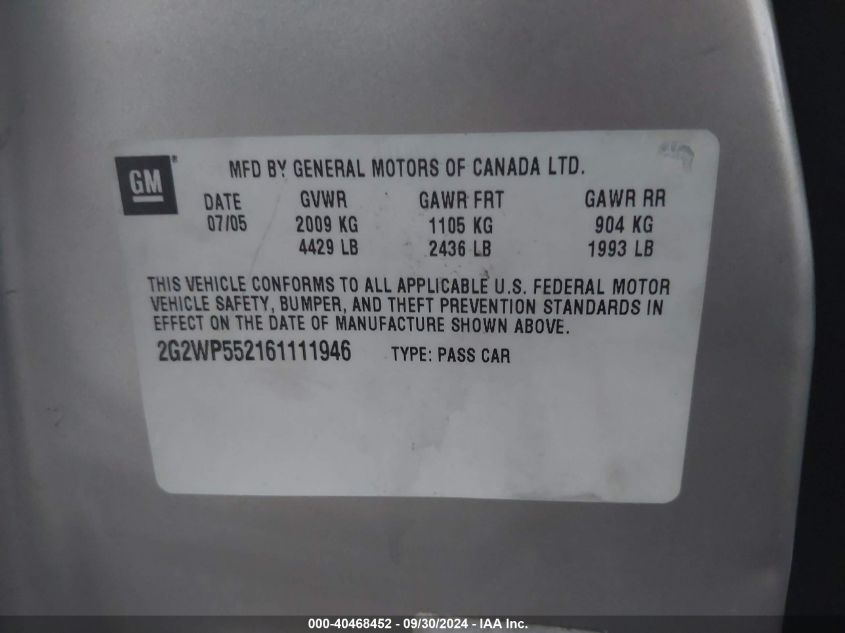 GM
MFD BY GENERAL MOTORS OF CANADA LTD.
DATE GVWR GAWR FRT GAWR RR
07/05 2009 KG 1105 KG 904 KG
4429 LB 2436 LB 1993 LB
THIS VEHICLE CONFORMS TO ALL APPLICABLE U.S. FEDERAL MOTOR
VEHICLE SAFETY, BUMPER, AND THEFT PREVENTION STANDARDS IN
EFFECT ON THE DATE OF MANUFACTURE SHOWN ABOVE.
2G2WP552161111946 TYPE: PASS CAR
000-40468452 - 09/30/2024 - IAA Inc.